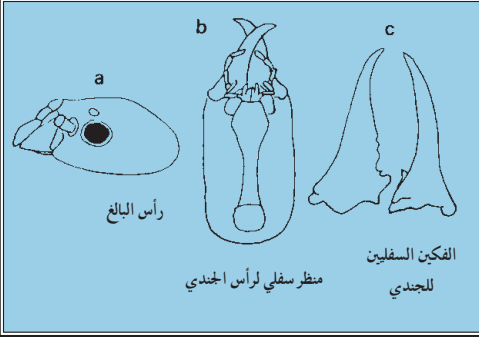 a
b
c
رأس البالغ
منظر سفلي لرأس الجندي
الفكين السفليين
للجندي